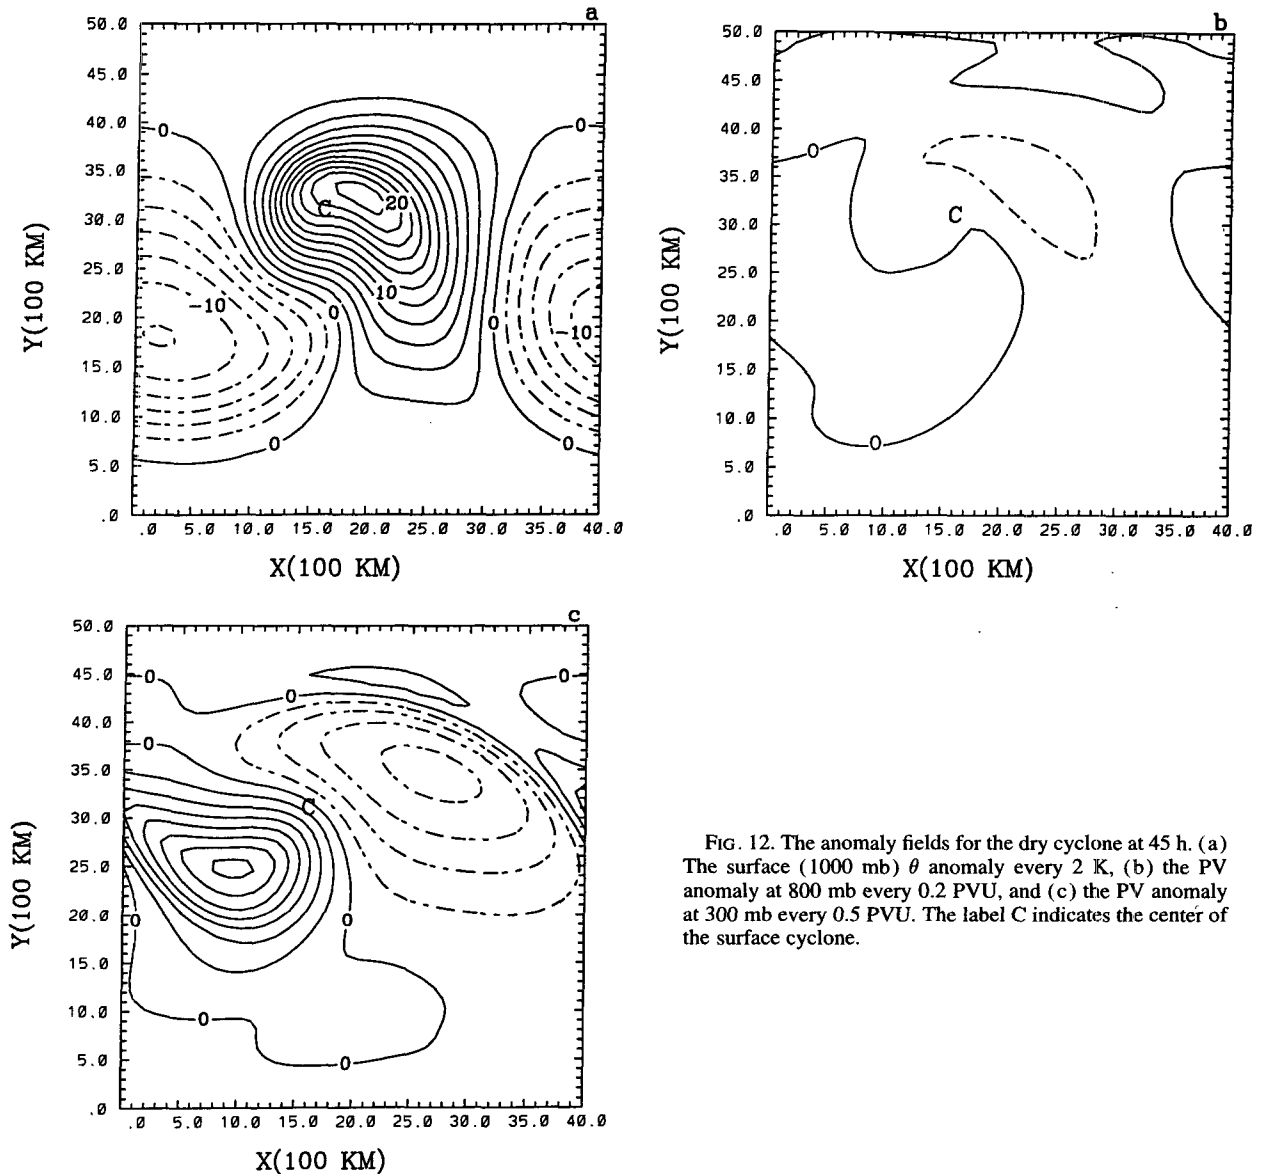 a
50.0
45.0
40.0
35.0
30.0
25.0
20.0
15.0
10.0
5.0
.0
0
0
20
C
10
-10
0
0
-10
0
0
.0 5.0 10.0 15.0 20.0 25.0 30.0 35.0 40.0
X(100 KM)
Y(100 KM)
b
50.0
45.0
40.0
35.0
30.0
25.0
20.0
15.0
10.0
5.0
.0
0
C
0
.0 5.0 10.0 15.0 20.0 25.0 30.0 35.0 40.0
X(100 KM)
Y(100 KM)
c
50.0
45.0
40.0
35.0
30.0
25.0
20.0
15.0
10.0
5.0
.0
0
0
0
0
C
0
0
0
0
.0 5.0 10.0 15.0 20.0 25.0 30.0 35.0 40.0
X(100 KM)
Y(100 KM)
FIG. 12. The anomaly fields for the dry cyclone at 45 h. (a)
The surface (1000 mb) θ anomaly every 2 K, (b) the PV
anomaly at 800 mb every 0.2 PVU, and (c) the PV anomaly
at 300 mb every 0.5 PVU. The label C indicates the center of
the surface cyclone.